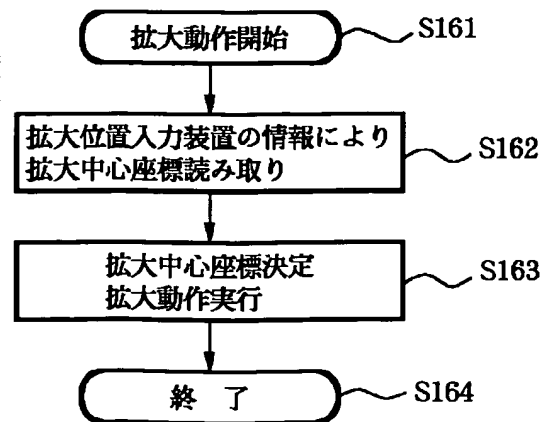 拡大動作開始
S161
拡大位置入力装置の情報により
拡大中心座標読み取り
S162
拡大中心座標決定
拡大動作実行
S163
終 了
S164